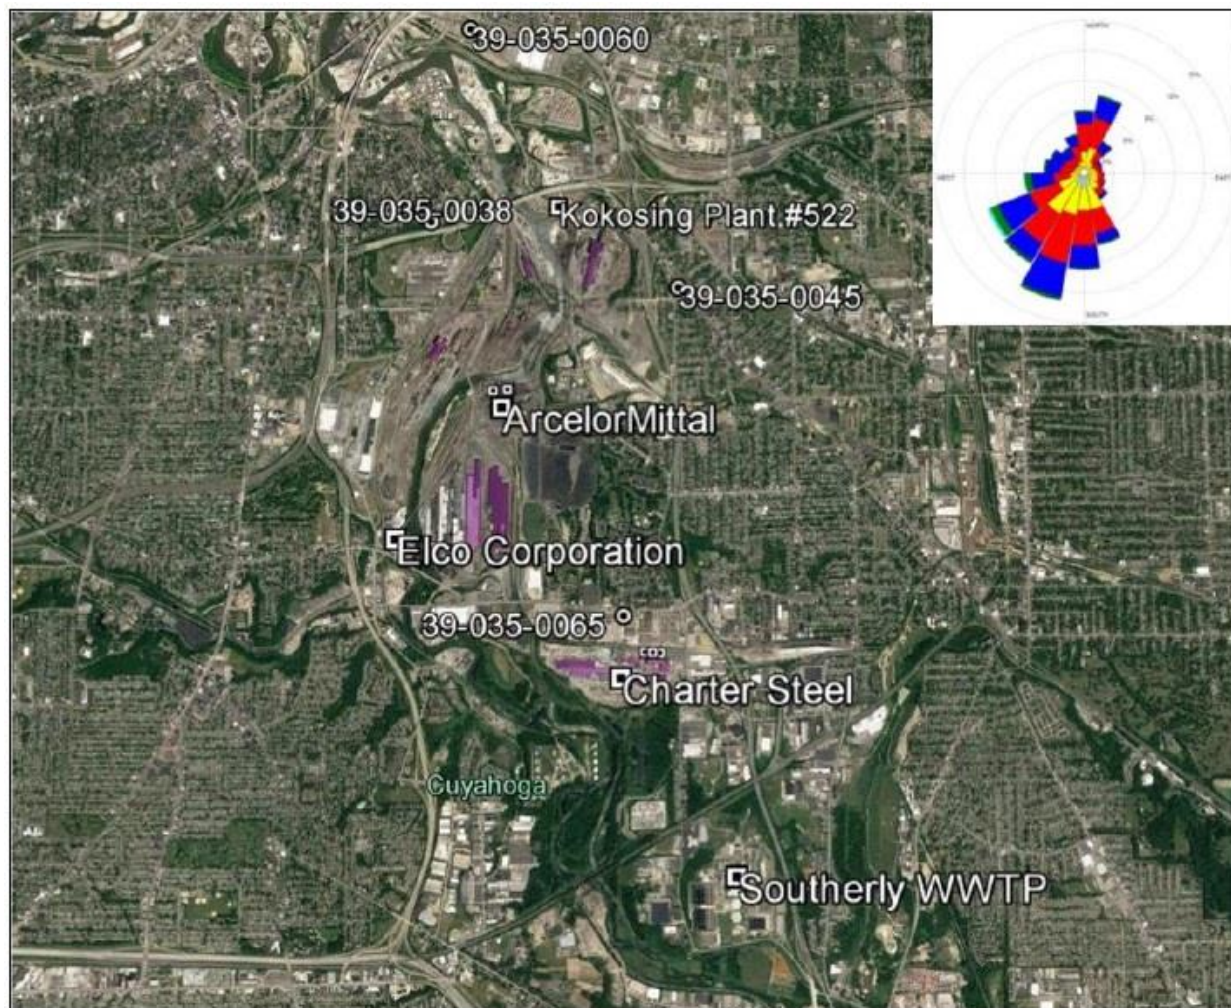 39-035-0060
NORTH
39-035-0038
Kokosing Plant.#522
WEST
EAST
39-035-0045
SOUTH
ArcelorMittal
Elco Corporation
39-035-0065
Charter Steel
Cuyahoga
Southerly WWTP